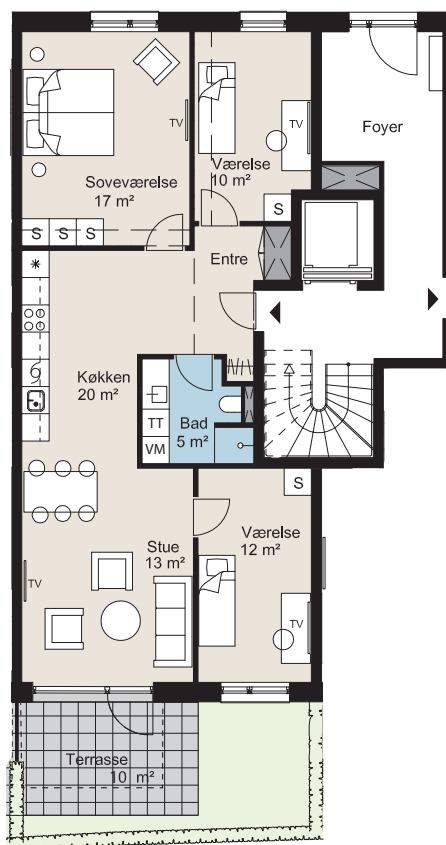 TV
TV
Foyer
Værelse
10 m²
Soveværelse
17 m²
S
S S S
Entre
*
Køkken
20 m²
Bad
5 m²
TT
VM
S
Værelse
12 m²
Stue
13 m²
TV
TV
Terrasse
10 m²